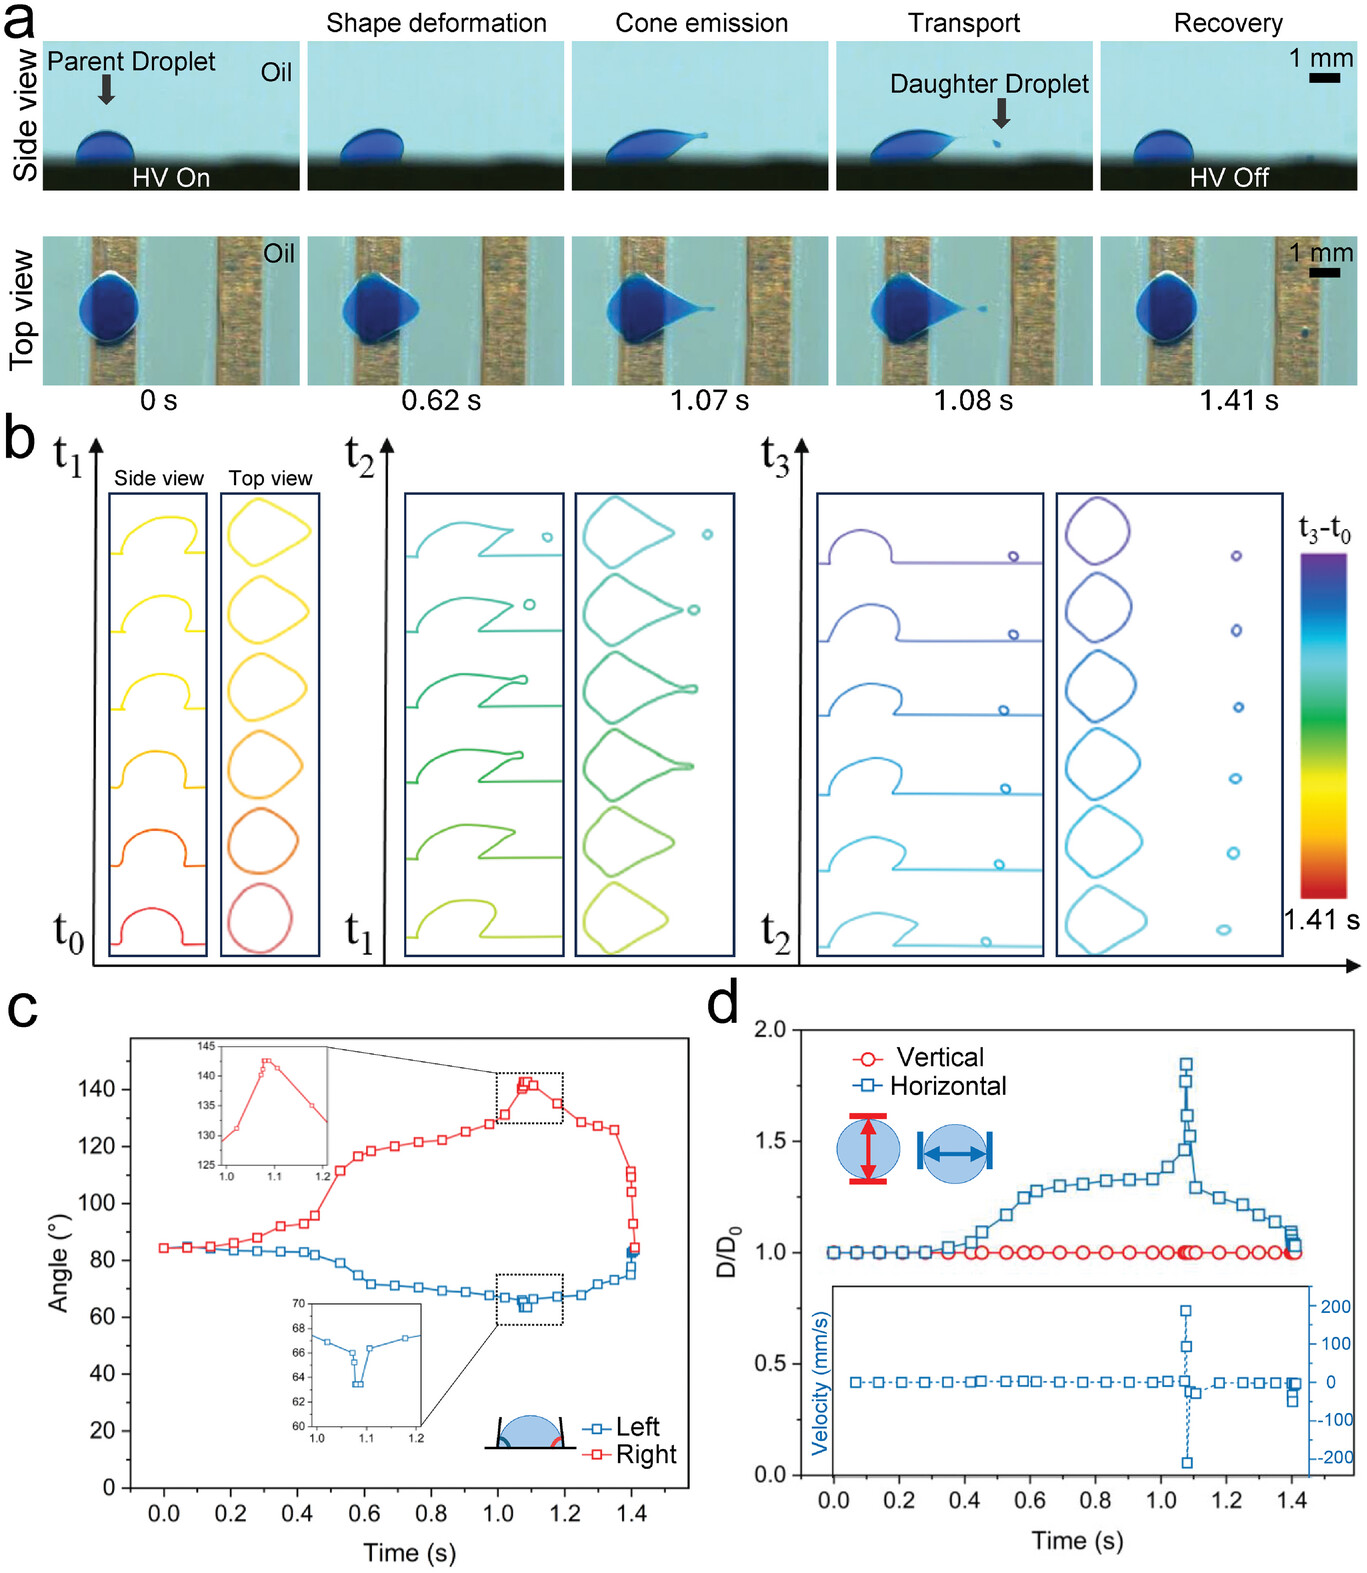 a
Shape deformation
Cone emission
Transport
Recovery
Side view
Parent Droplet
Oil
HV On
Daughter Droplet
1 mm
HV Off
Top view
Oil
1 mm
0 s
0.62 s
1.07 s
1.08 s
1.41 s
b
t1
t2
t3
Side view
Top view
t3-t0
t0
t1
t2
1.41 s
c
Angle (°)
140
120
100
80
60
40
20
0
0.0
0.2
0.4
0.6
0.8
1.0
1.2
1.4
Time (s)
145
140
135
130
125
1.0
1.1
1.2
70
68
66
64
62
60
1.0
1.1
1.2
Left
Right
d
D/D0
2.0
1.5
1.0
0.5
0.0
Vertical
Horizontal
Velocity (mm/s)
200
100
0
-100
-200
0.0
0.2
0.4
0.6
0.8
1.0
1.2
1.4
Time (s)